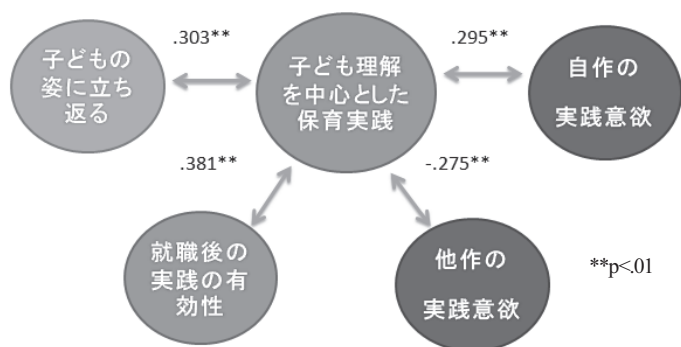 .303**
.295**
子どもの
姿に立ち
返る
子ども理解
を中心とした
保育実践
自作の
実践意欲
.381**
-.275**
就職後の
実践の有
効性
他作の
実践意欲
**p<.01